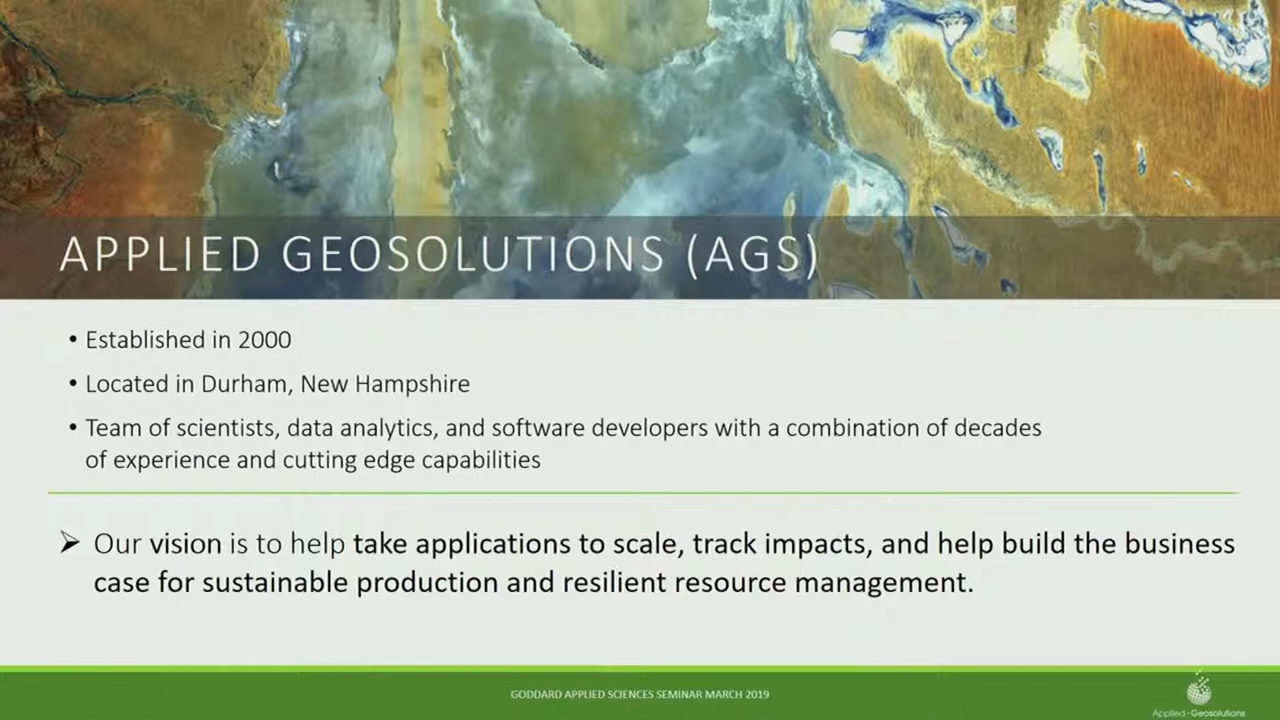 APPLIED GEOSOLUTIONS (AGS)
• Established in 2000
• Located in Durham, New Hampshire
• Team of scientists, data analytics, and software developers with a combination of decades
of experience and cutting edge capabilities
➤ Our vision is to help take applications to scale, track impacts, and help build the business
case for sustainable production and resilient resource management.
GODDARD APPLIED SCIENCES SEMINAR MARCH 2019
Applied•Geosolutions